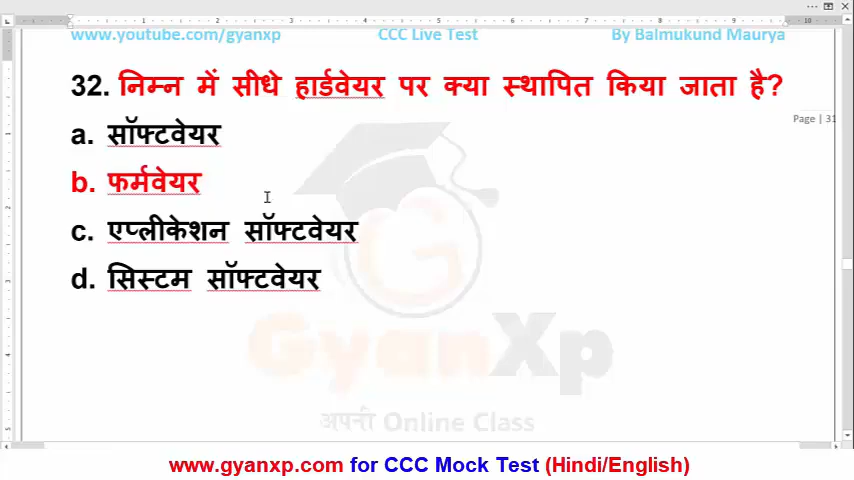 www.youtube.com/gyanxp CCC Live Test By Balmukund Maurya
32. निम्न में सीधे हार्डवेयर पर क्या स्थापित किया जाता है?
Page | 31
a. सॉफ्टवेयर
b. फर्मवेयर
c. एप्लीकेशन सॉफ्टवेयर
d. सिस्टम सॉफ्टवेयर
GyanXp
अपनी Online Class
www.gyanxp.com for CCC Mock Test (Hindi/English)